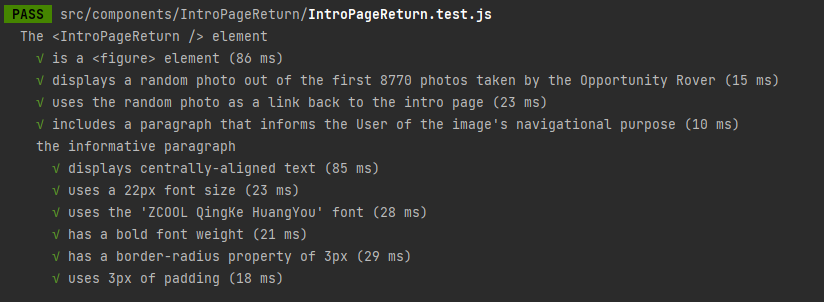 PASS src/components/IntroPageReturn/IntroPageReturn.test.js
The <IntroPageReturn /> element
√ is a <figure> element (86 ms)
√ displays a random photo out of the first 8770 photos taken by the Opportunity Rover (15 ms)
√ uses the random photo as a link back to the intro page (23 ms)
√ includes a paragraph that informs the User of the image's navigational purpose (10 ms)
the informative paragraph
√ displays centrally-aligned text (85 ms)
√ uses a 22px font size (23 ms)
√ uses the 'ZCOOL QingKe HuangYou' font (28 ms)
√ has a bold font weight (21 ms)
√ has a border-radius property of 3px (29 ms)
√ uses 3px of padding (18 ms)